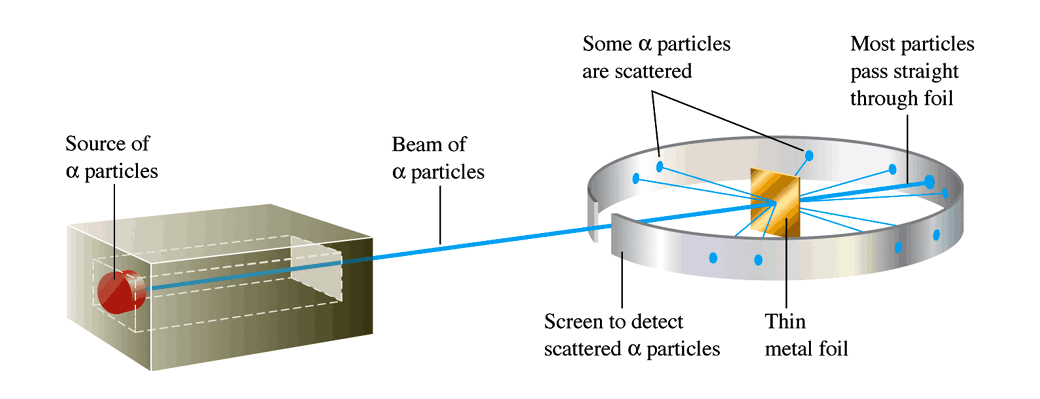 Some α particles
are scattered
Most particles
pass straight
through foil
Source of
α particles
Beam of
α particles
Screen to detect
scattered α particles
Thin
metal foil